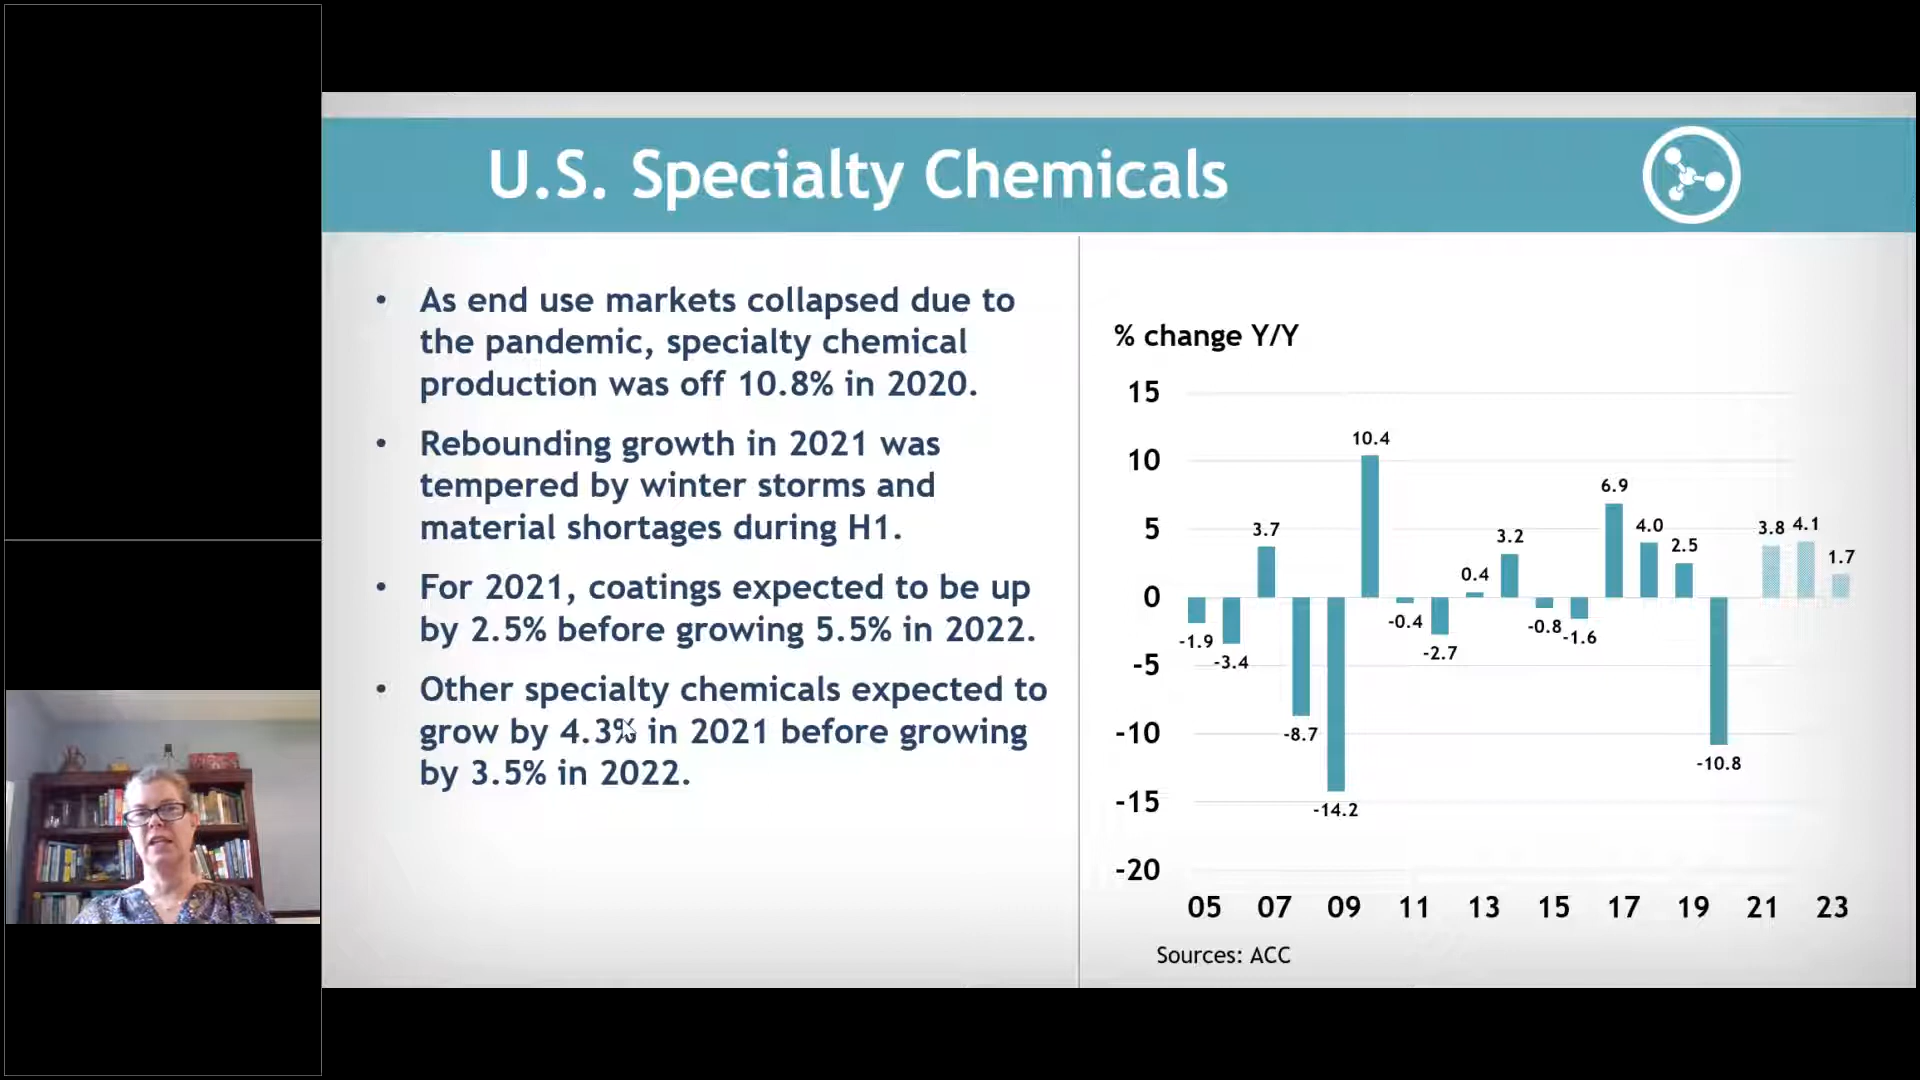 U.S. Specialty Chemicals
• As end use markets collapsed due to
the pandemic, specialty chemical
production was off 10.8% in 2020.
• Rebounding growth in 2021 was
tempered by winter storms and
material shortages during H1.
• For 2021, coatings expected to be up
by 2.5% before growing 5.5% in 2022.
• Other specialty chemicals expected to
grow by 4.3% in 2021 before growing
by 3.5% in 2022.
% change Y/Y
15
10
5
0
-5
-10
-15
-20
-1.9
-3.4
3.7
-8.7
-14.2
10.4
-0.4
-2.7
0.4
3.2
-0.8
-1.6
6.9
4.0
2.5
-10.8
3.8
4.1
1.7
05 07 09 11 13 15 17 19 21 23
Sources: ACC